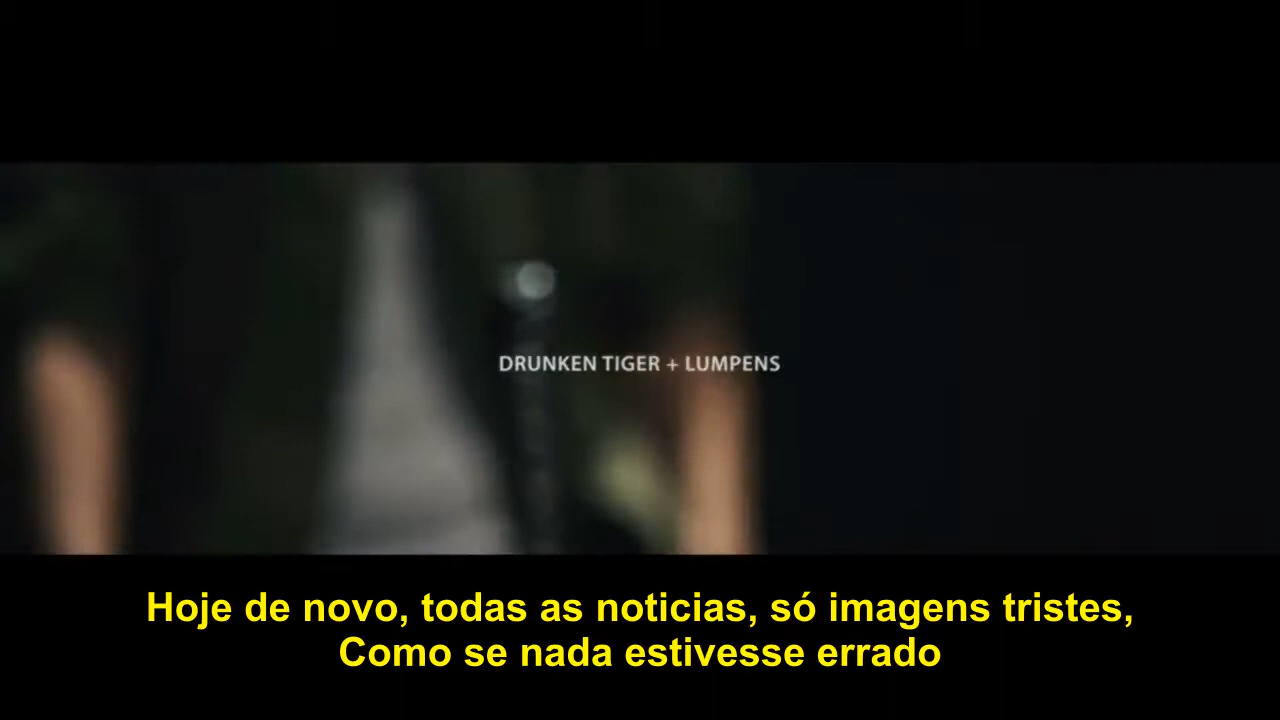 DRUNKEN TIGER + LUMPENS
Hoje de novo, todas as noticias, só imagens tristes,
Como se nada estivesse errado